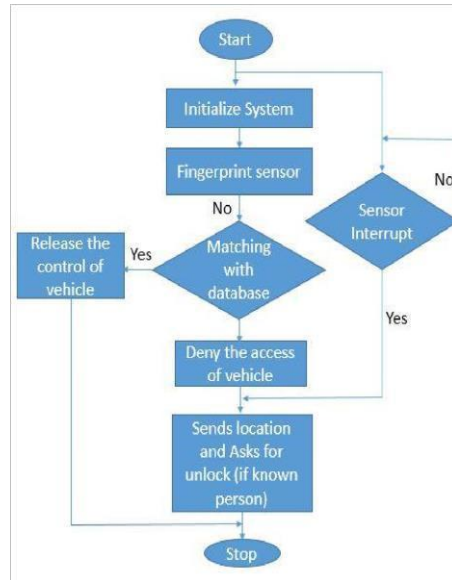 Start
Initialize System
Fingerprint sensor
No
No
Sensor
Interrupt
Release the
control of
vehicle
Yes
Matching
with
database
Yes
Deny the access
of vehicle
Sends location
and Asks for
unlock (if known
person)
Stop